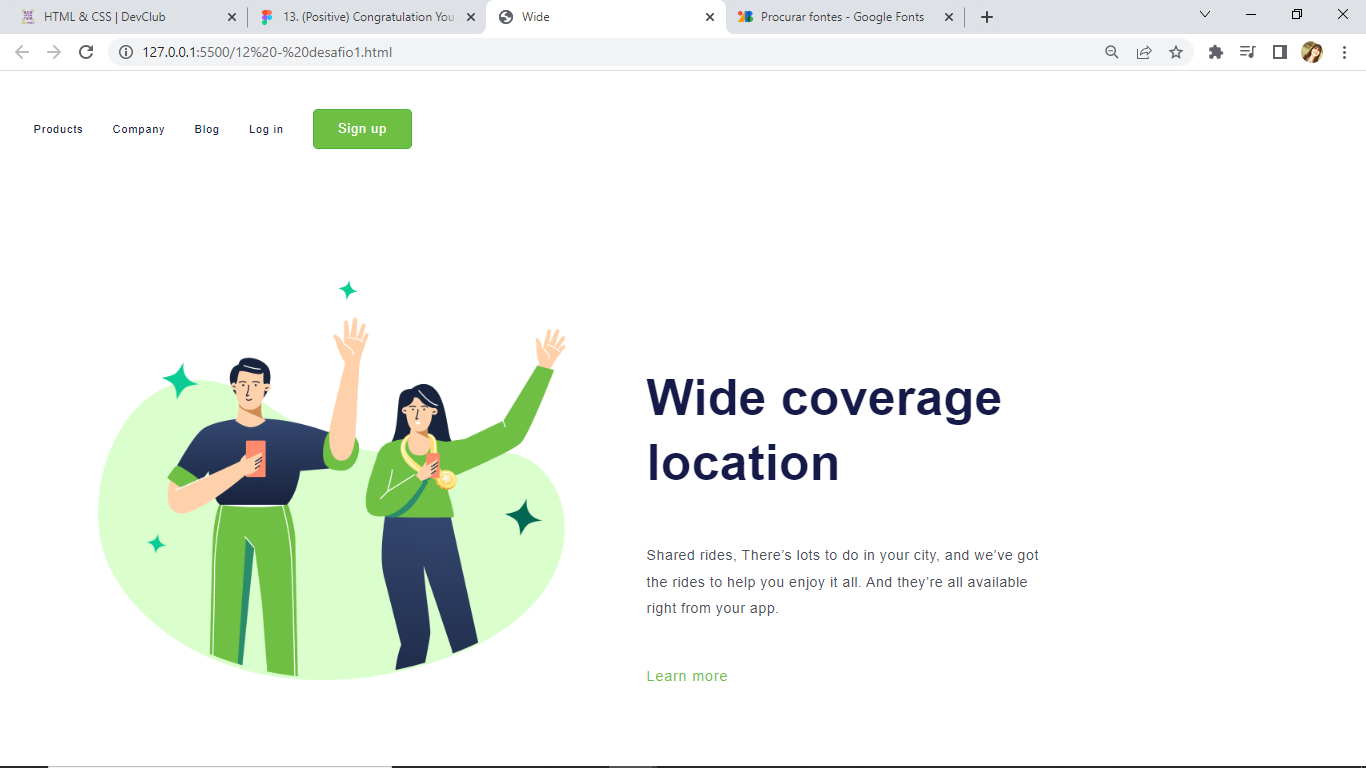 HTML & CSS | DevClub
13. (Positive) Congratulation You
Wide
Procurar fontes - Google Fonts
127.0.0.1:5500/12%20-%20desafio1.html
Products Company Blog Log in Sign up
Wide coverage
location
Shared rides, There’s lots to do in your city, and we’ve got
the rides to help you enjoy it all. And they’re all available
right from your app.
Learn more